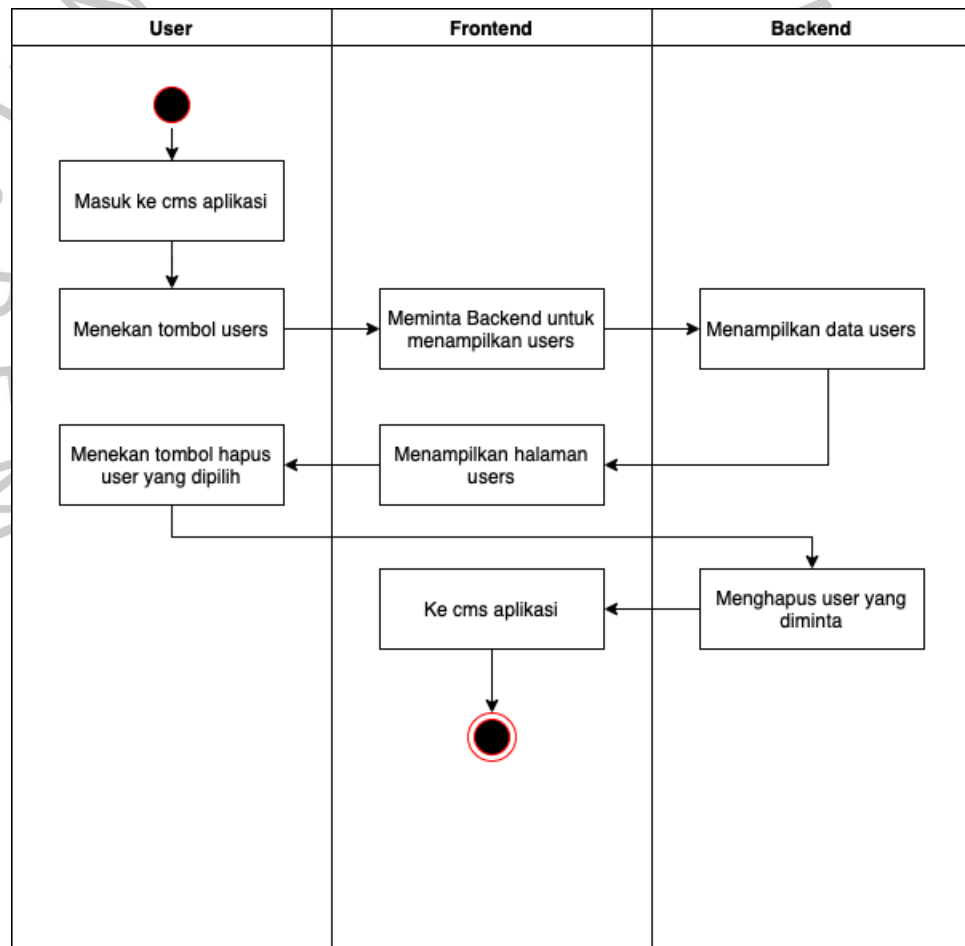 User
Frontend
Backend
Masuk ke cms aplikasi
Menekan tombol users
Meminta Backend untuk
menampilkan users
Menampilkan data users
Menekan tombol hapus
user yang dipilih
Menampilkan halaman
users
Ke cms aplikasi
Menghapus user yang
diminta